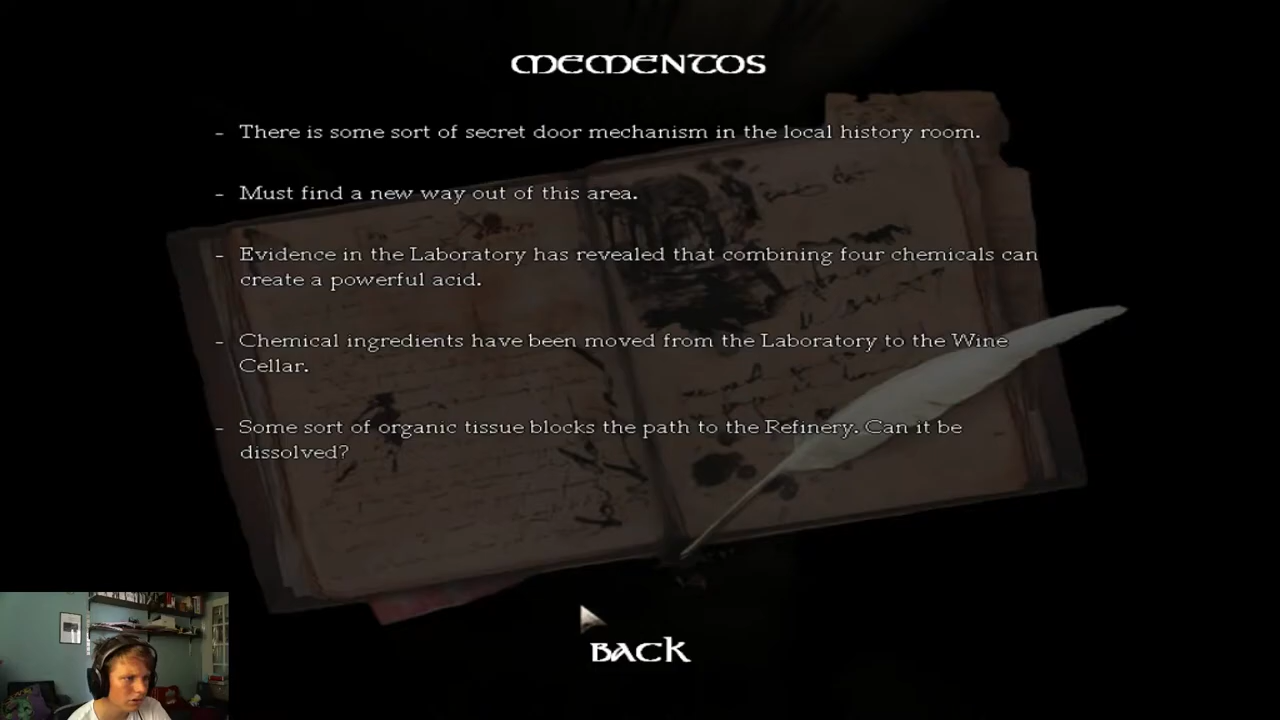 MEMENTOS
- There is some sort of secret door mechanism in the local history room.
- Must find a new way out of this area.
- Evidence in the Laboratory has revealed that combining four chemicals can
create a powerful acid.
- Chemical ingredients have been moved from the Laboratory to the Wine
Cellar.
- Some sort of organic tissue blocks the path to the Refinery. Can it be
dissolved?
BACK